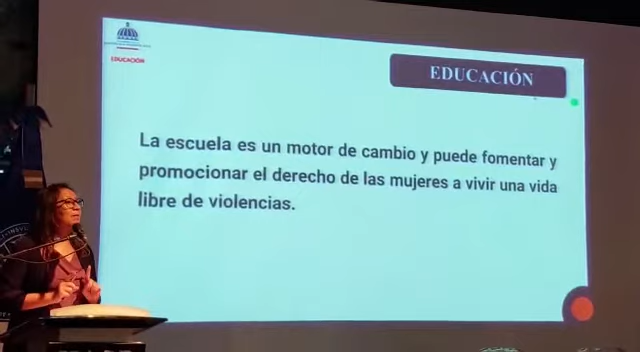 EDUCACIÓN
EDUCACIÓN
La escuela es un motor de cambio y puede fomentar y
promocionar el derecho de las mujeres a vivir una vida
libre de violencias.